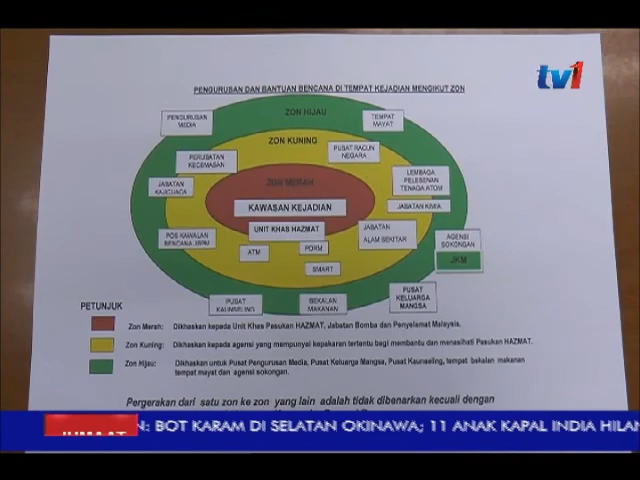 tv1
PENGURUSAN DAN BANTUAN BENCANA DI TEMPAT KEJADIAN MENGIKUT ZON
ZON HIJAU
PENGURUSAN
MEDIA
TEMPAT
MAYAT
ZON KUNING
PUSAT RACUN
NEGARA
PERUBATAN
KECEMASAN
ZON MERAH
LEMBAGA
PELESENAN
TENAGA ATOM
JABATAN
KAJICUACA
KAWASAN KEJADIAN
JABATAN KIMIA
UNIT KHAS HAZMAT
JABATAN
ALAM SEKITAR
POS KAWALAN
BENCANA JBPM
AGENSI
SOKONGAN
ATM
PDRM
JKM
SMART
PUSAT
KAUNSELING
BEKALAN
MAKANAN
PUSAT
KELUARGA
MANGSA
PETUNJUK
Zon Merah: Dikhaskan kepada Unit Khas Pasukan HAZMAT, Jabatan Bomba dan Penyelamat Malaysia.
Zon Kuning: Dikhaskan kepada agensi yang mempunyai kepakaran tertentu bagi membantu dan menasihati Pasukan HAZMAT.
Zon Hijau: Dikhaskan untuk Pusat Pengurusan Media, Pusat Keluarga Mangsa, Pusat Kaunseling, tempat bekalan makanan
tempat mayat dan agensi sokongan.
Pergerakan dari satu zon ke zon yang lain adalah tidak dibenarkan kecuali dengan
JUMAAT
N: BOT KARAM DI SELATAN OKINAWA; 11 ANAK KAPAL INDIA HILAN